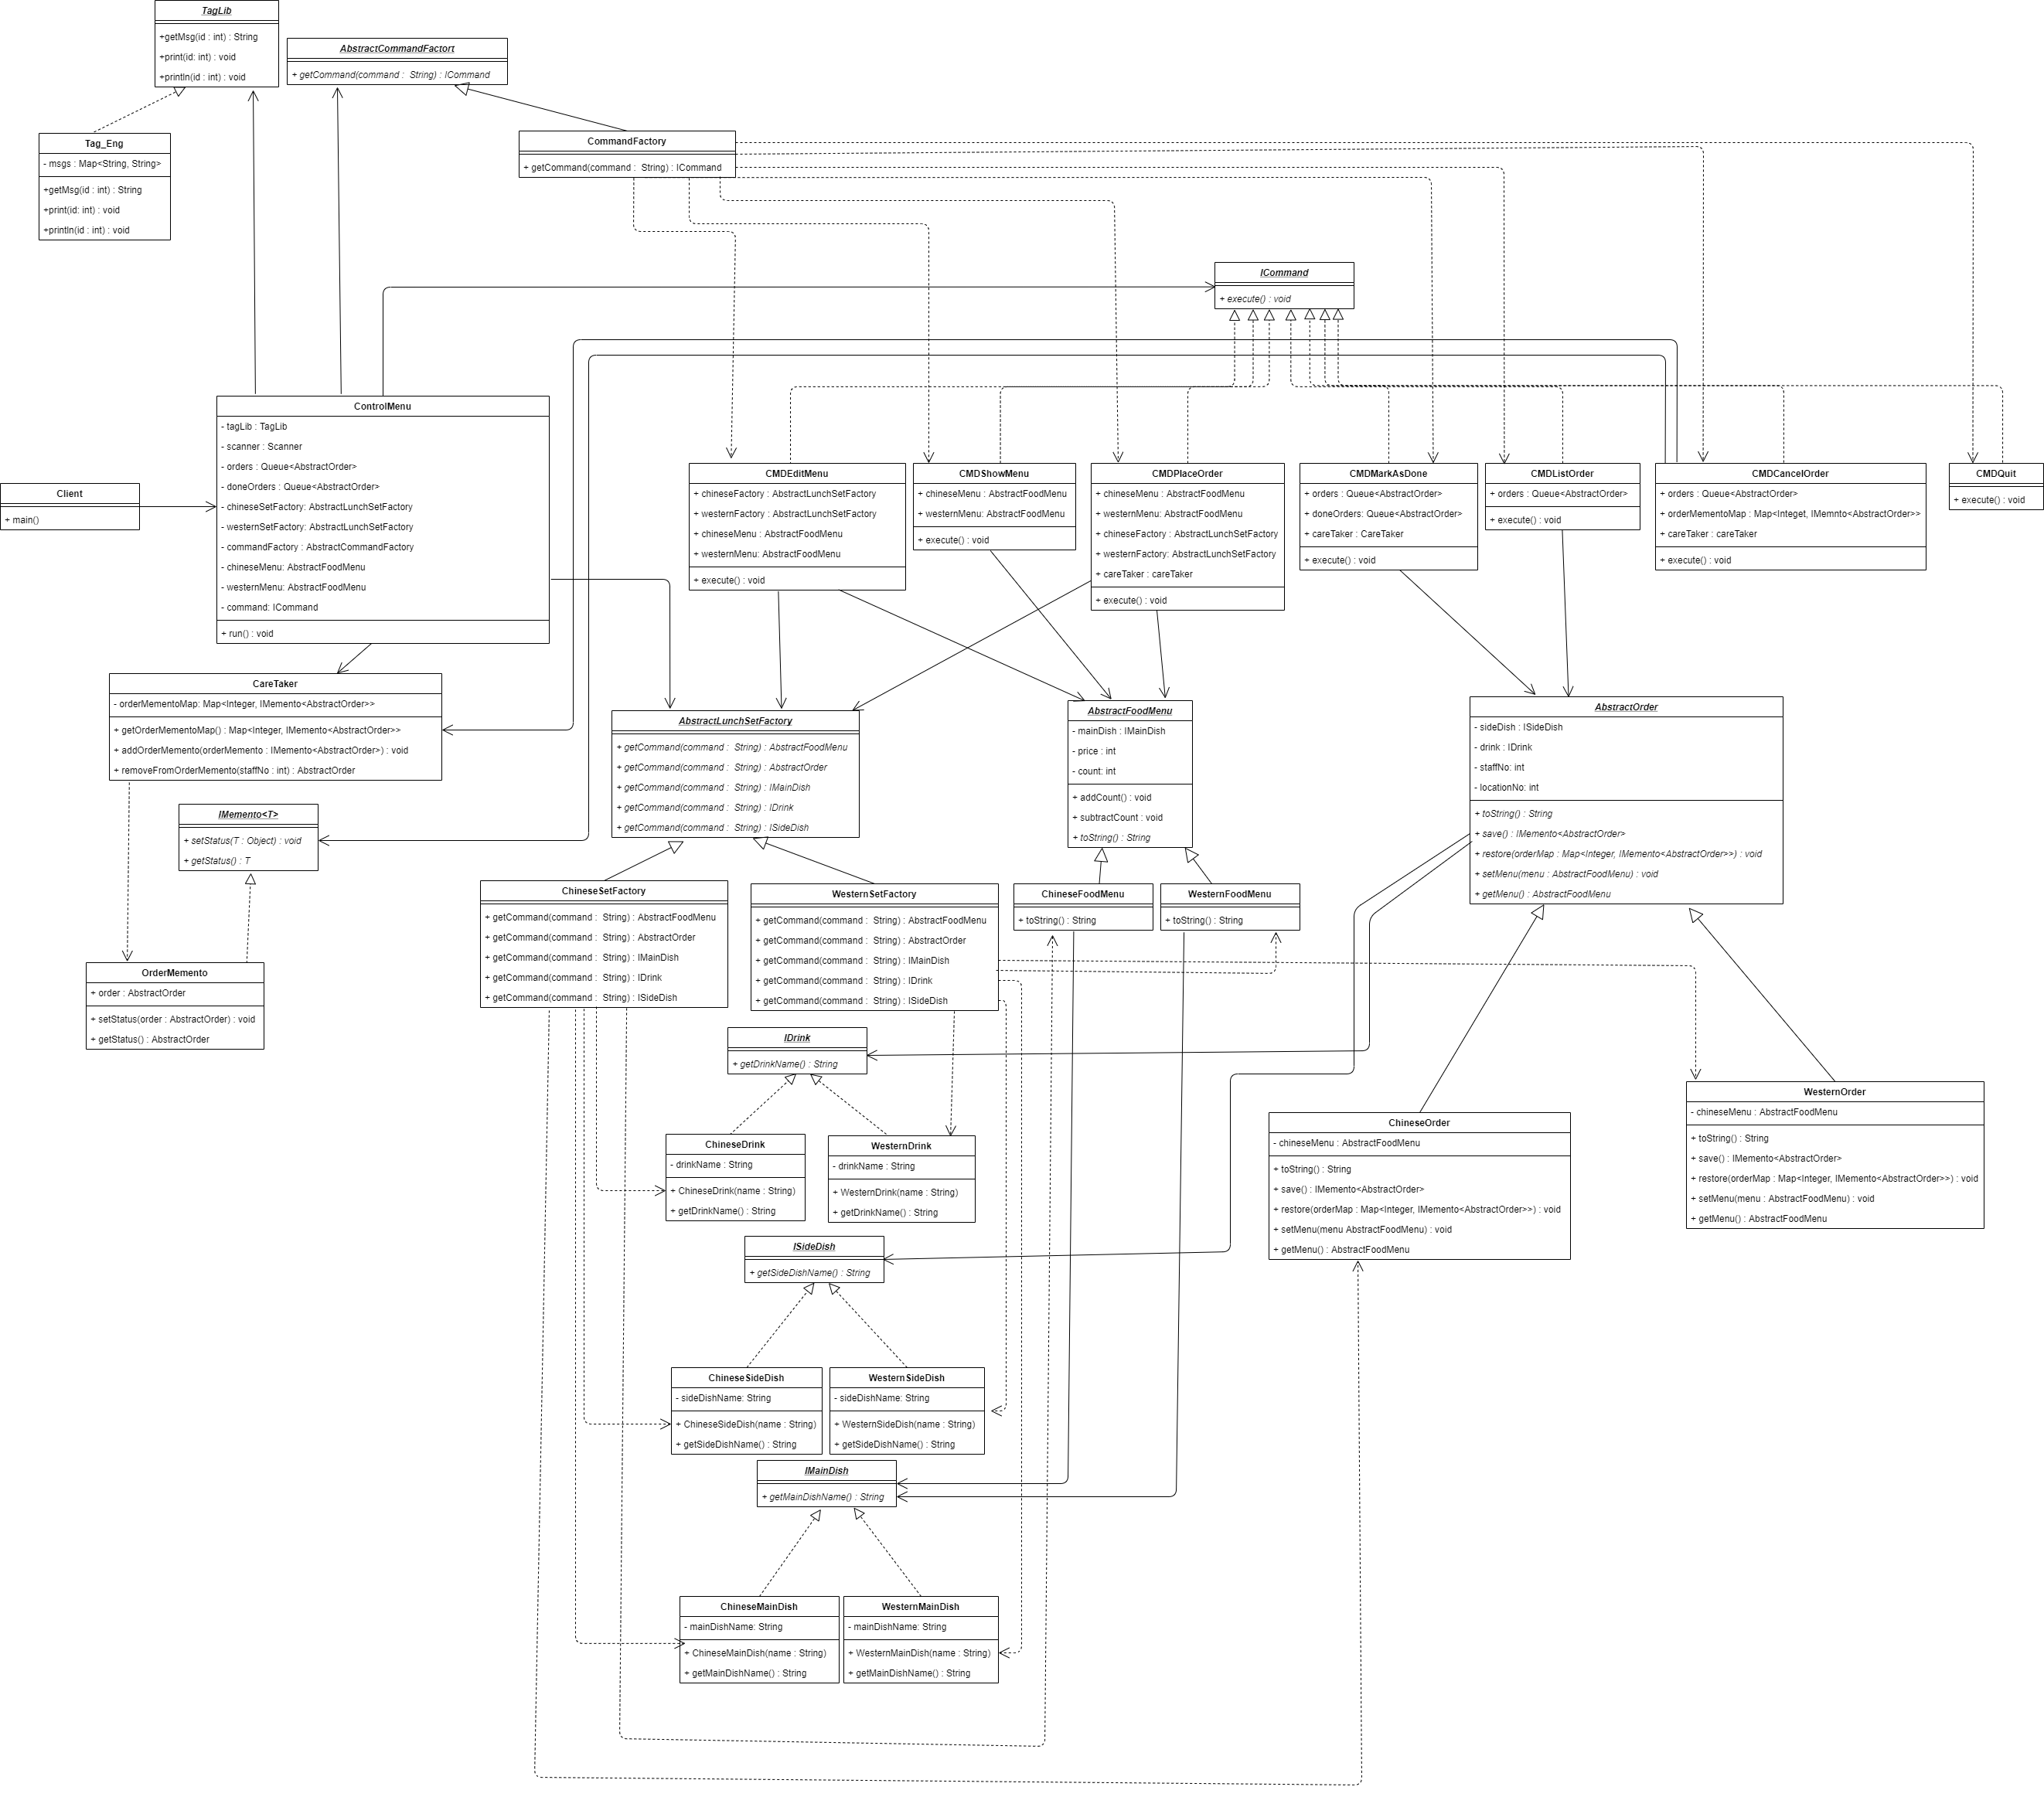 TagLib
+getMsg(id : int) : String
+print(id: int) : void
+println(id : int) : void
AbstractCommandFactort
+ getCommand(command :  String) : ICommand
Tag_Eng
- msgs : Map<String, String>
+getMsg(id : int) : String
+print(id: int) : void
+println(id : int) : void
CommandFactory
+ getCommand(command :  String) : ICommand
ICommand
+ execute() : void
Client
+ main()
ControlMenu
- tagLib : TagLib
- scanner : Scanner
- orders : Queue<AbstractOrder>
- doneOrders : Queue<AbstractOrder>
- chineseSetFactory: AbstractLunchSetFactory
- westernSetFactory: AbstractLunchSetFactory
- commandFactory : AbstractCommandFactory
- chineseMenu: AbstractFoodMenu
- westernMenu: AbstractFoodMenu
- command: ICommand
+ run() : void
CMDEditMenu
+ chineseFactory : AbstractLunchSetFactory
+ westernFactory : AbstractLunchSetFactory
+ chineseMenu : AbstractFoodMenu
+ westernMenu: AbstractFoodMenu
+ execute() : void
CMDShowMenu
+ chineseMenu : AbstractFoodMenu
+ westernMenu: AbstractFoodMenu
+ execute() : void
CMDPlaceOrder
+ chineseMenu : AbstractFoodMenu
+ westernMenu: AbstractFoodMenu
+ chineseFactory : AbstractLunchSetFactory
+ westernFactory: AbstractLunchSetFactory
+ careTaker : careTaker
+ execute() : void
CMDMarkAsDone
+ orders : Queue<AbstractOrder>
+ doneOrders: Queue<AbstractOrder>
+ careTaker : CareTaker
+ execute() : void
CMDListOrder
+ orders : Queue<AbstractOrder>
+ execute() : void
CMDCancelOrder
+ orders : Queue<AbstractOrder>
+ orderMementoMap : Map<Integet, IMemnto<AbstractOrder>>
+ careTaker : careTaker
+ execute() : void
CMDQuit
+ execute() : void
CareTaker
- orderMementoMap: Map<Integer, IMemento<AbstractOrder>>
+ getOrderMementoMap() : Map<Integer, IMemento<AbstractOrder>>
+ addOrderMemento(orderMemento : IMemento<AbstractOrder>) : void
+ removeFromOrderMemento(staffNo : int) : AbstractOrder
IMemento<T>
+ setStatus(T : Object) : void
+ getStatus() : T
OrderMemento
+ order : AbstractOrder
+ setStatus(order : AbstractOrder) : void
+ getStatus() : AbstractOrder
AbstractLunchSetFactory
+ getCommand(command :  String) : AbstractFoodMenu
+ getCommand(command :  String) : AbstractOrder
+ getCommand(command :  String) : IMainDish
+ getCommand(command :  String) : IDrink
+ getCommand(command :  String) : ISideDish
AbstractFoodMenu
- mainDish : IMainDish
- price : int
- count: int
+ addCount() : void
+ subtractCount : void
+ toString() : String
AbstractOrder
- sideDish : ISideDish
- drink : IDrink
- staffNo: int
- locationNo: int
+ toString() : String
+ save() : IMemento<AbstractOrder>
+ restore(orderMap : Map<Integer, IMemento<AbstractOrder>>) : void
+ setMenu(menu : AbstractFoodMenu) : void
+ getMenu() : AbstractFoodMenu
ChineseSetFactory
+ getCommand(command :  String) : AbstractFoodMenu
+ getCommand(command :  String) : AbstractOrder
+ getCommand(command :  String) : IMainDish
+ getCommand(command :  String) : IDrink
+ getCommand(command :  String) : ISideDish
WesternSetFactory
+ getCommand(command :  String) : AbstractFoodMenu
+ getCommand(command :  String) : AbstractOrder
+ getCommand(command :  String) : IMainDish
+ getCommand(command :  String) : IDrink
+ getCommand(command :  String) : ISideDish
ChineseFoodMenu
+ toString() : String
WesternFoodMenu
+ toString() : String
IDrink
+ getDrinkName() : String
ChineseDrink
- drinkName : String
+ ChineseDrink(name : String)
+ getDrinkName() : String
WesternDrink
- drinkName : String
+ WesternDrink(name : String)
+ getDrinkName() : String
ChineseOrder
- chineseMenu : AbstractFoodMenu
+ toString() : String
+ save() : IMemento<AbstractOrder>
+ restore(orderMap : Map<Integer, IMemento<AbstractOrder>>) : void
+ setMenu(menu AbstractFoodMenu) : void
+ getMenu() : AbstractFoodMenu
WesternOrder
- chineseMenu : AbstractFoodMenu
+ toString() : String
+ save() : IMemento<AbstractOrder>
+ restore(orderMap : Map<Integer, IMemento<AbstractOrder>>) : void
+ setMenu(menu : AbstractFoodMenu) : void
+ getMenu() : AbstractFoodMenu
ISideDish
+ getSideDishName() : String
ChineseSideDish
- sideDishName: String
+ ChineseSideDish(name : String)
+ getSideDishName() : String
WesternSideDish
- sideDishName: String
+ WesternSideDish(name : String)
+ getSideDishName() : String
IMainDish
+ getMainDishName() : String
ChineseMainDish
- mainDishName: String
+ ChineseMainDish(name : String)
+ getMainDishName() : String
WesternMainDish
- mainDishName: String
+ WesternMainDish(name : String)
+ getMainDishName() : String